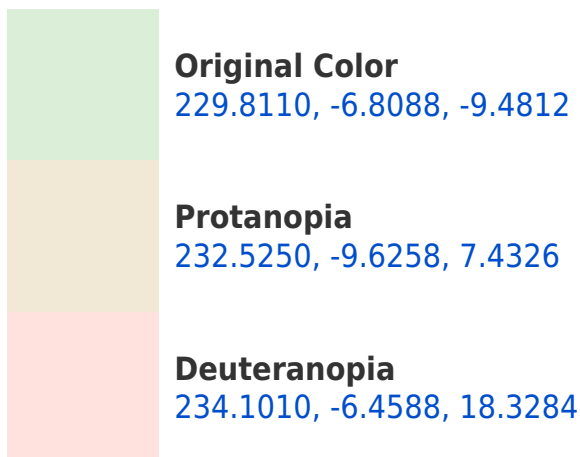 Original Color
229.8110, -6.8088, -9.4812
Protanopia
232.5250, -9.6258, 7.4326
Deuteranopia
234.1010, -6.4588, 18.3284